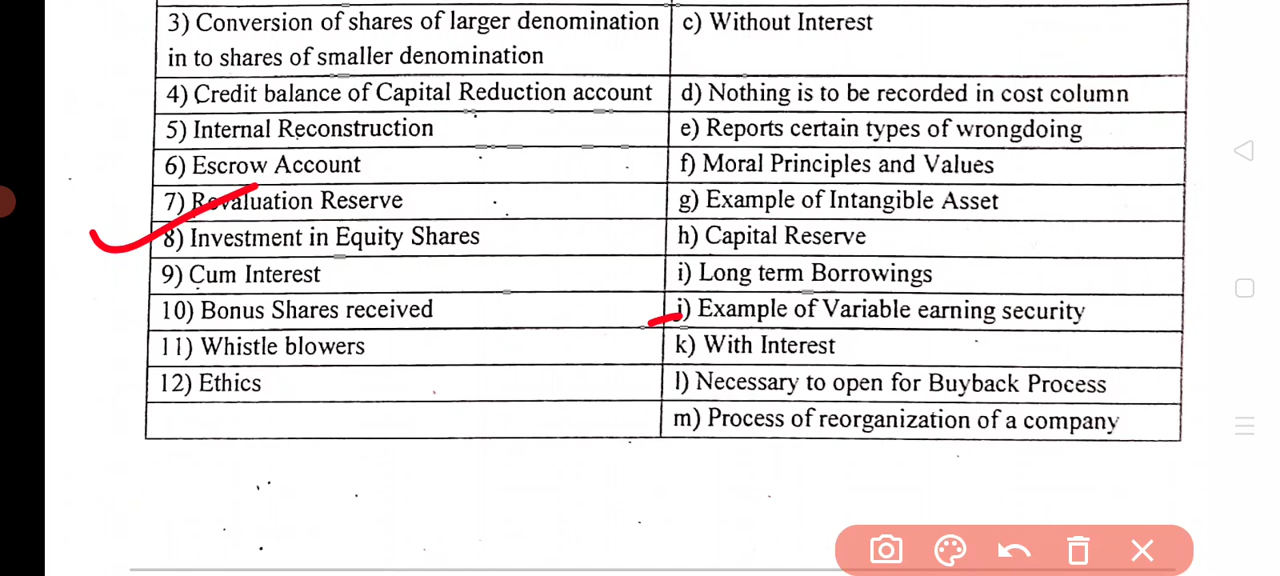 3) Conversion of shares of larger denomination in to shares of smaller denomination
c) Without Interest
4) Credit balance of Capital Reduction account
d) Nothing is to be recorded in cost column
5) Internal Reconstruction
e) Reports certain types of wrongdoing
6) Escrow Account
f) Moral Principles and Values
7) Revaluation Reserve
g) Example of Intangible Asset
8) Investment in Equity Shares
h) Capital Reserve
9) Cum Interest
i) Long term Borrowings
10) Bonus Shares received
j) Example of Variable earning security
11) Whistle blowers
k) With Interest
12) Ethics
l) Necessary to open for Buyback Process
m) Process of reorganization of a company